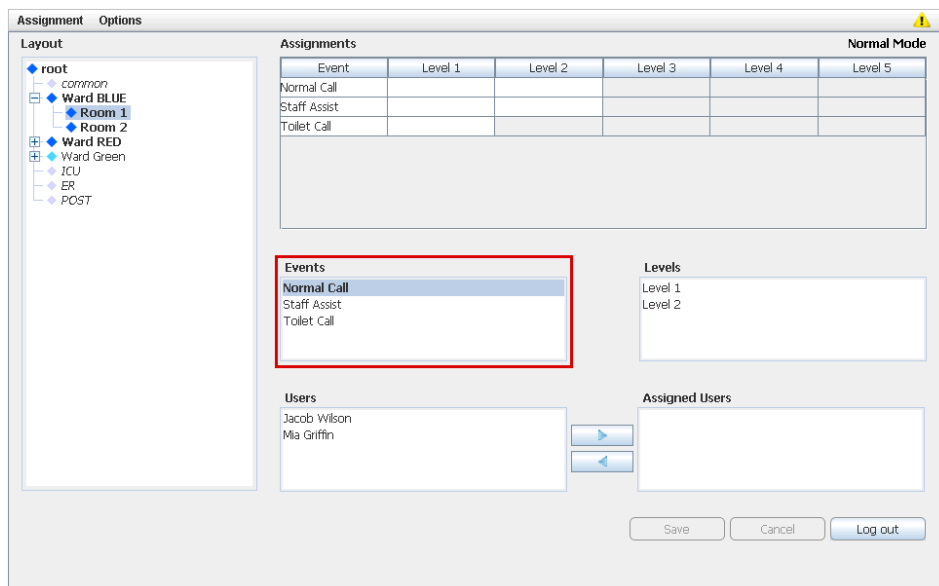 Assignment Options
Layout
root
common
Ward BLUE
Room 1
Room 2
Ward RED
Ward Green
ICU
ER
POST
Assignments Normal Mode
Event Level 1 Level 2 Level 3 Level 4 Level 5
Normal Call
Staff Assist
Toilet Call
Events
Normal Call
Staff Assist
Toilet Call
Levels
Level 1
Level 2
Users
Jacob Wilson
Mia Griffin
Assigned Users
Save Cancel Log out